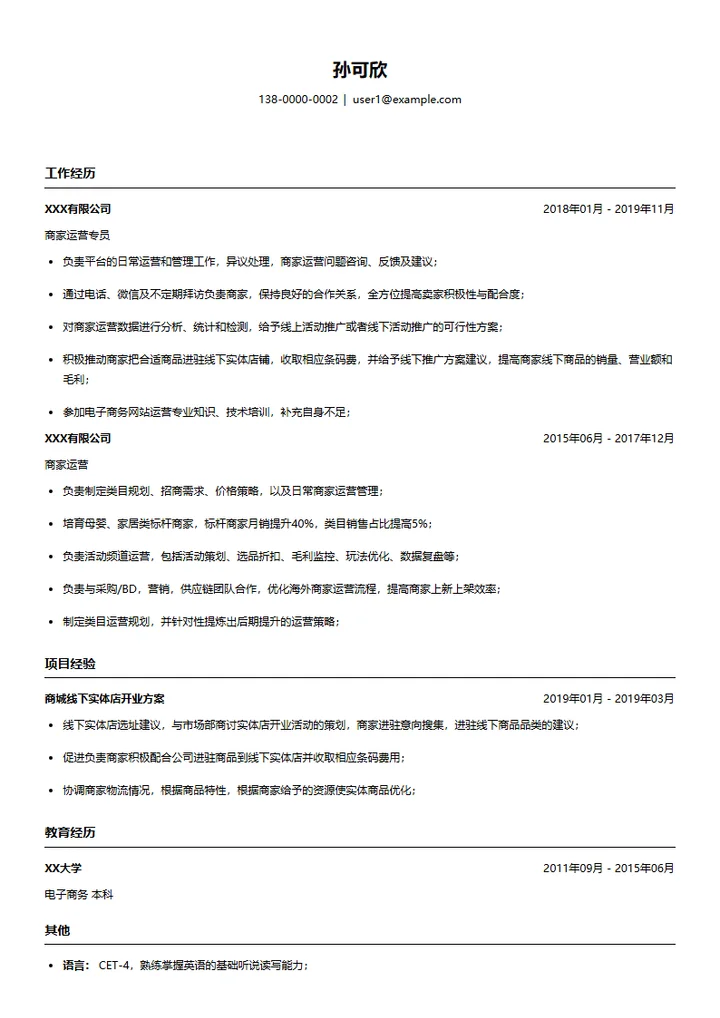 孙可欣
138-0000-0002 | user1@example.com
工作经历
XXX有限公司 2018年01月 - 2019年11月
商家运营专员
• 负责平台的日常运营和管理工作，异议处理，商家运营问题咨询、反馈及建议；
• 通过电话、微信及不定期拜访负责商家，保持良好的合作关系，全方位提高卖家积极性与配合度；
• 对商家运营数据进行分析、统计和检测，给予线上活动推广或者线下活动推广的可行性方案；
• 积极推动商家把合适商品进驻线下实体店铺，收取相应条码费，并给予线下推广方案建议，提高商家线下商品的销量、营业额和
毛利；
• 参加电子商务网站运营专业知识、技术培训，补充自身不足；
XXX有限公司 2015年06月 - 2017年12月
商家运营
• 负责制定类目规划、招商需求、价格策略，以及日常商家运营管理；
• 培育母婴、家居类标杆商家，标杆商家月销提升40%，类目销售占比提高5%；
• 负责活动频道运营，包括活动策划、选品折扣、毛利监控、玩法优化、数据复盘等；
• 负责与采购/BD，营销，供应链团队合作，优化海外商家运营流程，提高商家上新上架效率；
• 制定类目运营规划，并针对性提炼出后期提升的运营策略；
项目经验
商城线下实体店开业方案 2019年01月 - 2019年03月
• 线下实体店选址建议，与市场部商讨实体店开业活动的策划，商家进驻意向搜集，进驻线下商品品类的建议；
• 促进负责商家积极配合公司进驻商品到线下实体店并收取相应条码费用；
• 协调商家物流情况，根据商品特性，根据商家给予的资源使实体商品优化；
教育经历
XX大学 2011年09月 - 2015年06月
电子商务 本科
其他
• 语言： CET-4，熟练掌握英语的基础听说读写能力；